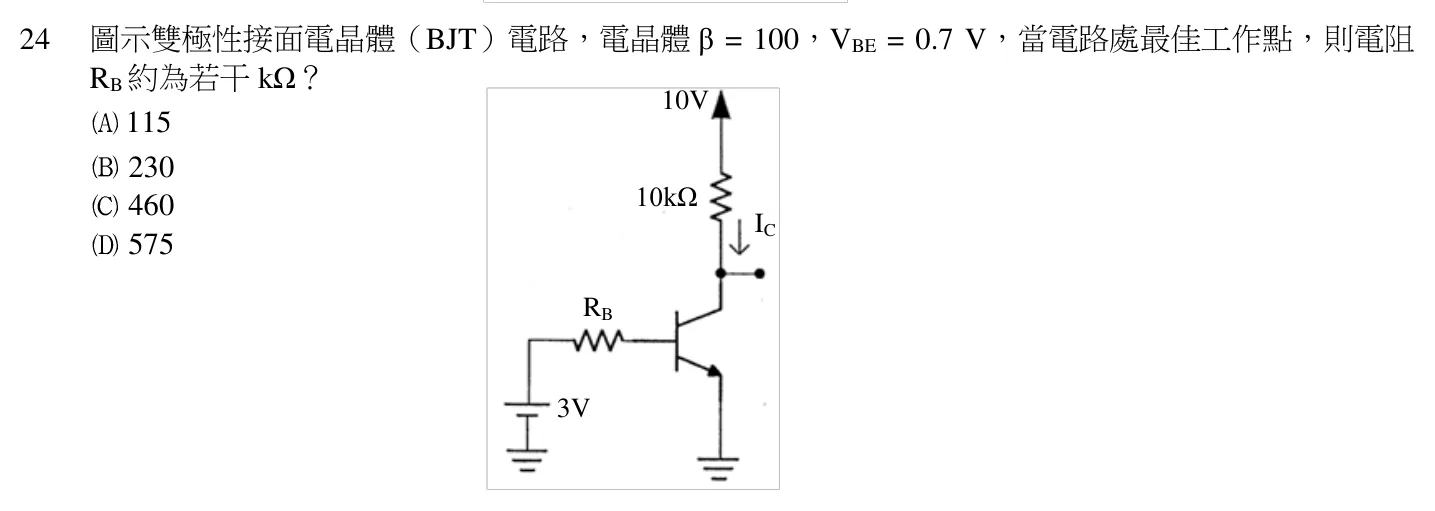 24 圖示雙極性接面電晶體（BJT）電路，電晶體 β = 100，VBE = 0.7 V，當電路處最佳工作點，則電阻
RB 約為若干 kΩ？
(A) 115
(B) 230
(C) 460
(D) 575
10V
10kΩ
IC
RB
3V